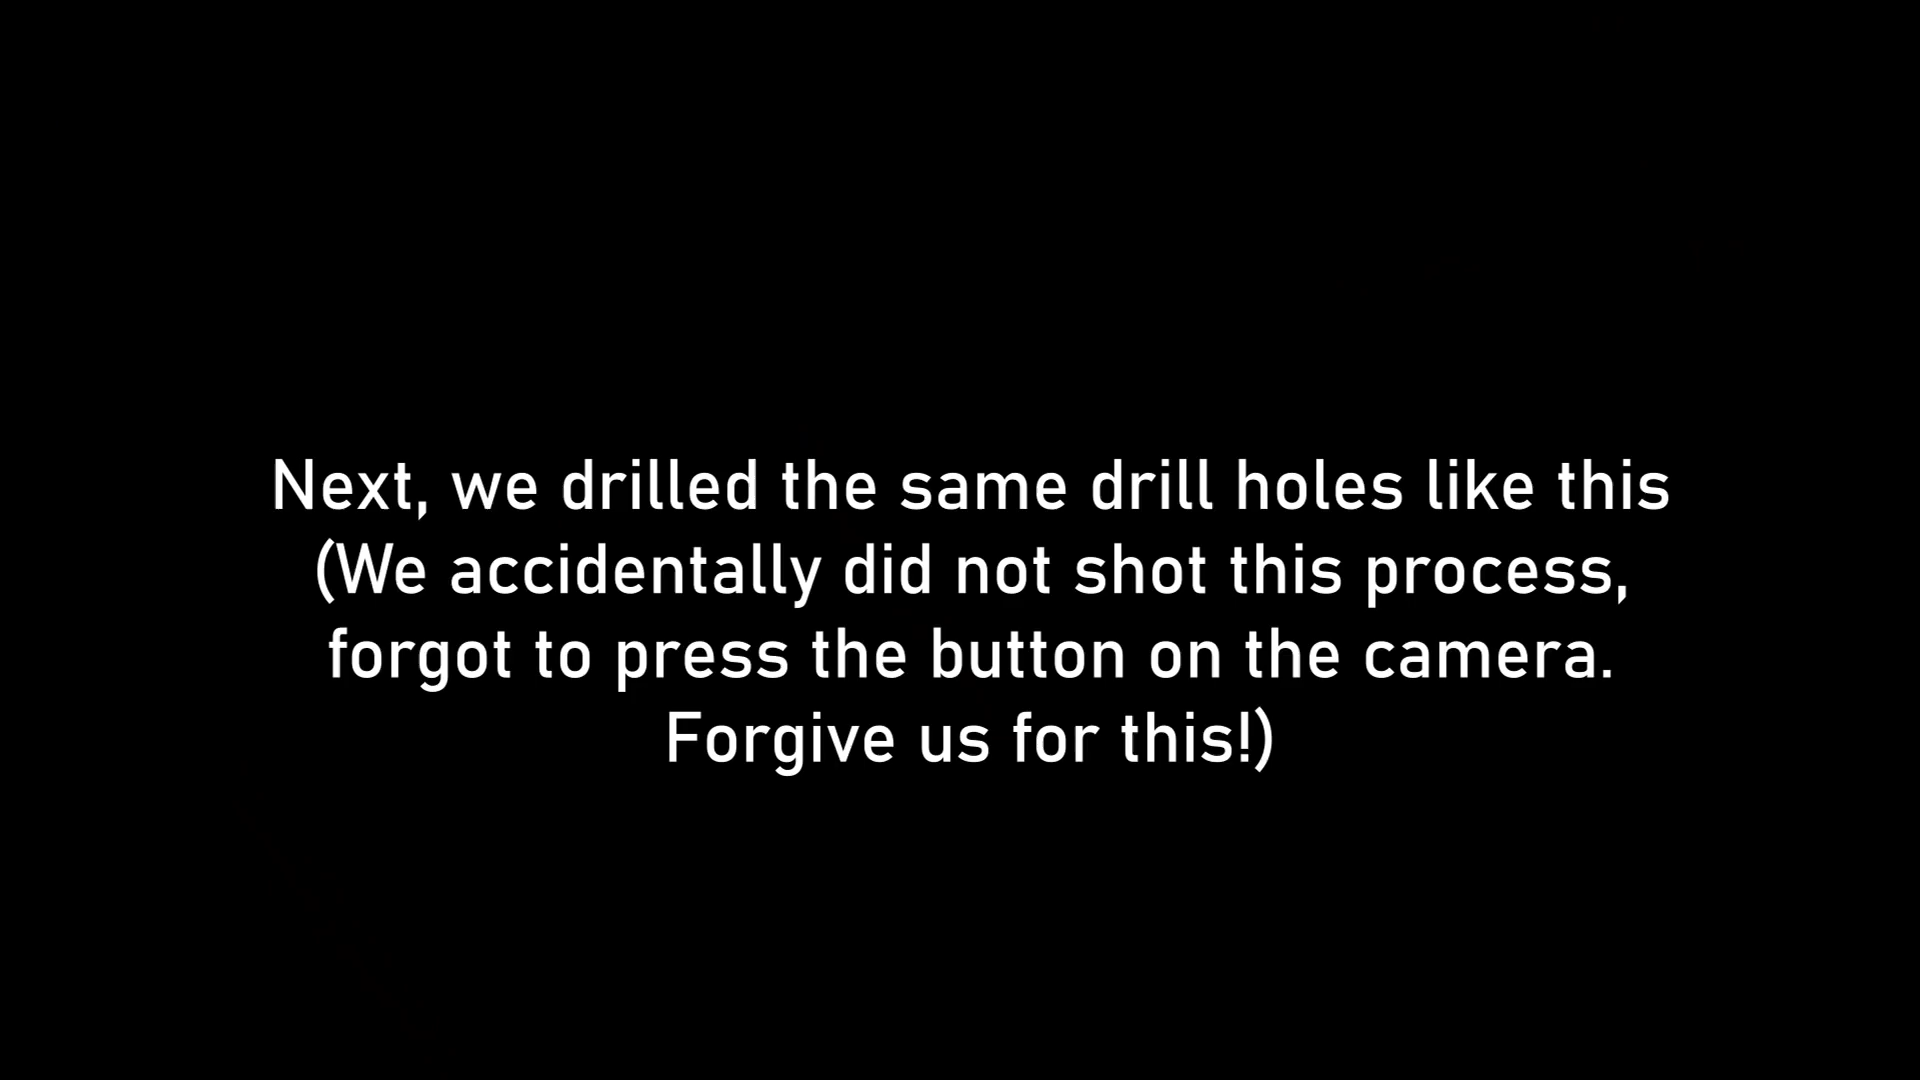 Next, we drilled the same drill holes like this
(We accidentally did not shot this process,
forgot to press the button on the camera.
Forgive us for this!)